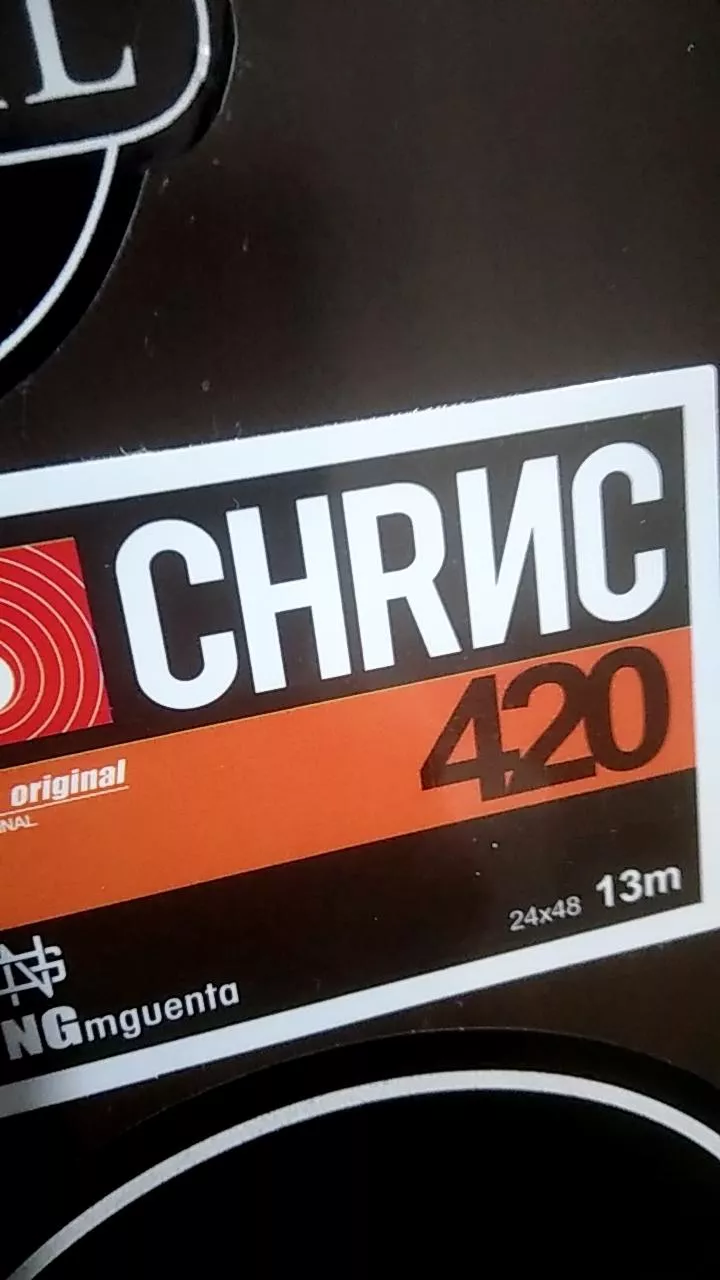 CHRИC
420
original
24x48 13m
NGmguenta